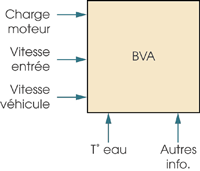 Charge
moteur
Vitesse
entrée
Vitesse
véhicule
BVA
T° eau
Autres
info.